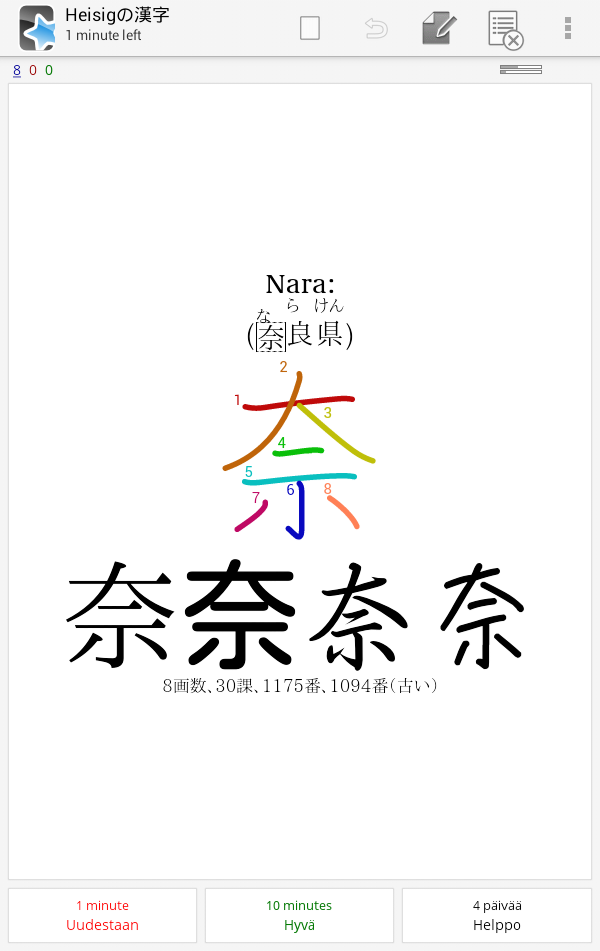 Heisigの漢字
1 minute left
8 0 0
Nara:
な ら けん
(奈良県)
2
1
3
4
5
6
8
7
奈 奈 奈 奈
8画数、30課、1175番、1094番(古い)
1 minute
Uudestaan
10 minutes
Hyvä
4 päivää
Helppo